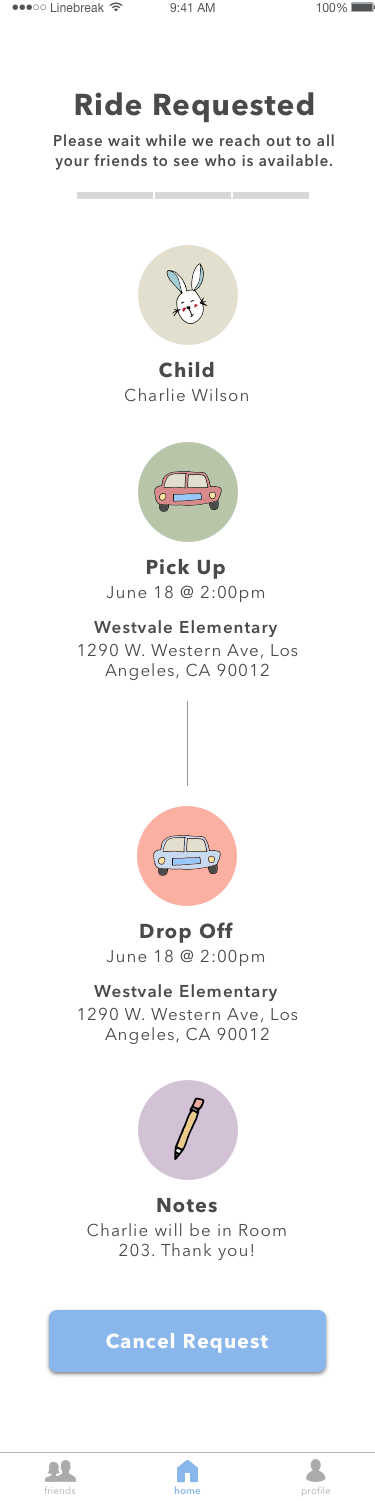 Linebreak 9:41 AM 100%
Ride Requested
Please wait while we reach out to all
your friends to see who is available.
Child
Charlie Wilson
Pick Up
June 18 @ 2:00pm
Westvale Elementary
1290 W. Western Ave, Los
Angeles, CA 90012
Drop Off
June 18 @ 2:00pm
Westvale Elementary
1290 W. Western Ave, Los
Angeles, CA 90012
Notes
Charlie will be in Room
203. Thank you!
Cancel Request
friends home profile